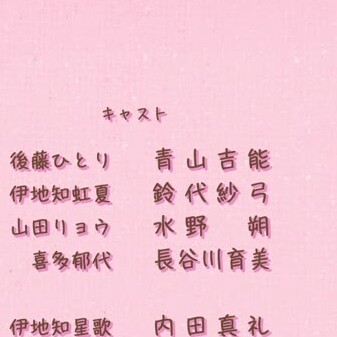 キャスト
後藤ひとり 青山吉能
伊地知虹夏 鈴代紗弓
山田リョウ 水野 朔
喜多郁代 長谷川育美
伊地知星歌 内田真礼